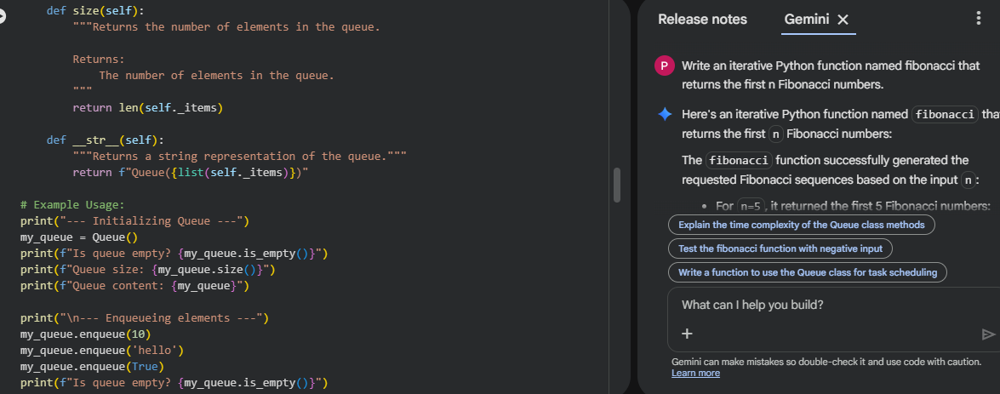 def size(self):
        """Returns the number of elements in the queue.

        Returns:
            The number of elements in the queue.
        """
        return len(self._items)

    def __str__(self):
        """Returns a string representation of the queue."""
        return f"Queue({list(self._items)})"

# Example Usage:
print("--- Initializing Queue ---")
my_queue = Queue()
print(f"Is queue empty? {my_queue.is_empty()}")
print(f"Queue size: {my_queue.size()}")
print(f"Queue content: {my_queue}")

print("\n--- Enqueueing elements ---")
my_queue.enqueue(10)
my_queue.enqueue('hello')
my_queue.enqueue(True)
print(f"Is queue empty? {my_queue.is_empty()}")
Release notes Gemini
P Write an iterative Python function named fibonacci that
returns the first n Fibonacci numbers.
Here's an iterative Python function named fibonacci tha
returns the first n Fibonacci numbers:
The fibonacci function successfully generated the
requested Fibonacci sequences based on the input n:
• For n=5, it returned the first 5 Fibonacci numbers:
Explain the time complexity of the Queue class methods
Test the fibonacci function with negative input
Write a function to use the Queue class for task scheduling
What can I help you build?
Gemini can make mistakes so double-check it and use code with caution.
Learn more